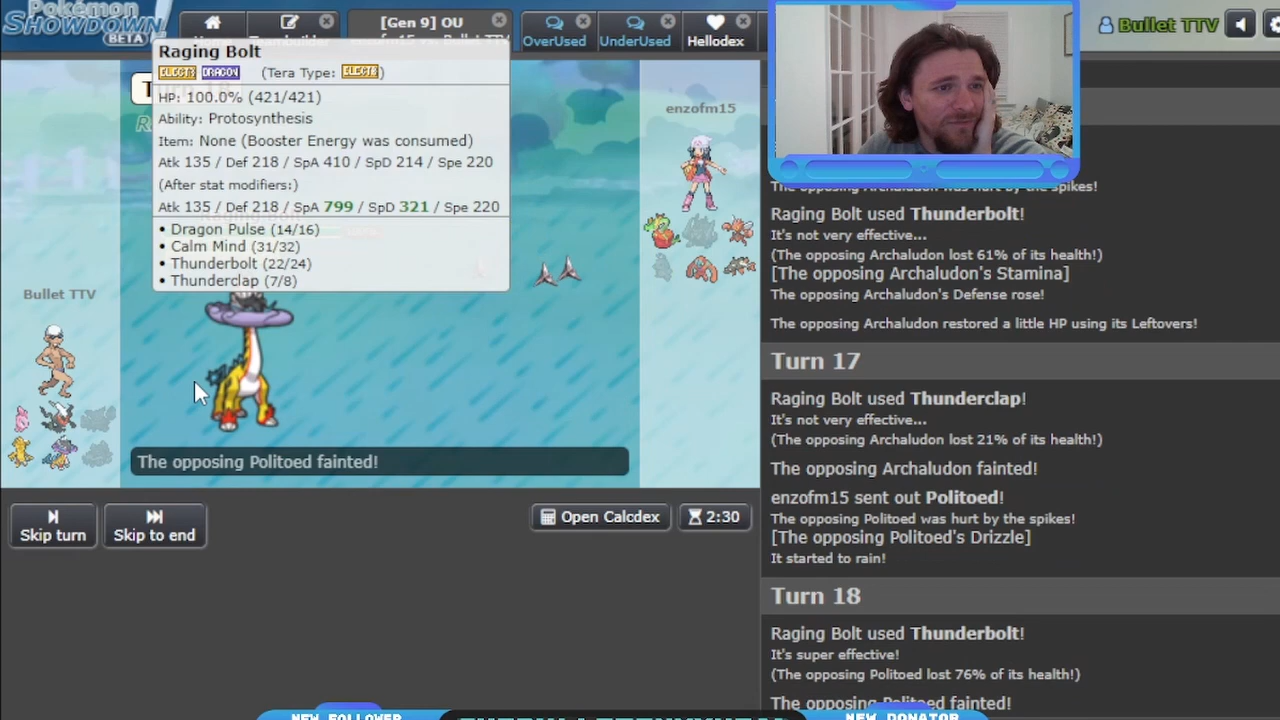 Pokémon
SHOWDOWN!
BETA
[Gen 9] OU
OverUsed
UnderUsed
Hellodex
Bullet TTV
Raging Bolt
ELECTR DRAGON (Tera Type: ELECTR)
HP: 100.0% (421/421)
Ability: Protosynthesis
Item: None (Booster Energy was consumed)
Atk 135 / Def 218 / SpA 410 / SpD 214 / Spe 220
(After stat modifiers:)
Atk 135 / Def 218 / SpA 799 / SpD 321 / Spe 220
• Dragon Pulse (14/16)
• Calm Mind (31/32)
• Thunderbolt (22/24)
• Thunderclap (7/8)
enzofm15
Bullet TTV
The opposing Politoed fainted!
Skip turn
Skip to end
Open Calcdex
2:30
The opposing Archaludon was hurt by the spikes!
Raging Bolt used Thunderbolt!
It's not very effective...
(The opposing Archaludon lost 61% of its health!)
[The opposing Archaludon's Stamina]
The opposing Archaludon's Defense rose!
The opposing Archaludon restored a little HP using its Leftovers!
Turn 17
Raging Bolt used Thunderclap!
It's not very effective...
(The opposing Archaludon lost 21% of its health!)
The opposing Archaludon fainted!
enzofm15 sent out Politoed!
The opposing Politoed was hurt by the spikes!
[The opposing Politoed's Drizzle]
It started to rain!
Turn 18
Raging Bolt used Thunderbolt!
It's super effective!
(The opposing Politoed lost 76% of its health!)
The opposing Politoed fainted!
NEW FOLLOWER
NEW DONATOR